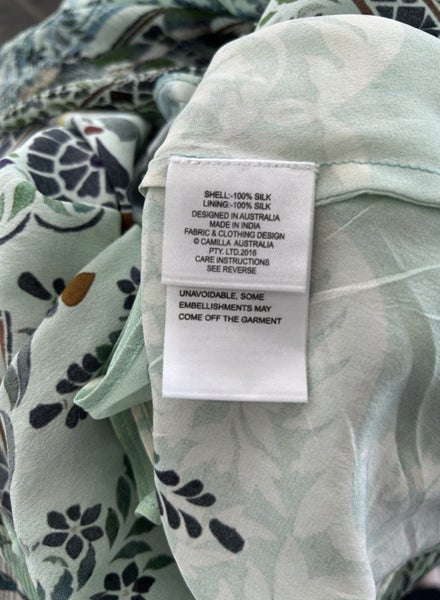 SHELL:-100% SILK
LINING:-100% SILK
DESIGNED IN AUSTRALIA
MADE IN INDIA
FABRIC & CLOTHING DESIGN
© CAMILLA AUSTRALIA
PTY. LTD.2016
CARE INSTRUCTIONS
SEE REVERSE
UNAVOIDABLE, SOME
EMBELLISHMENTS MAY
COME OFF THE GARMENT